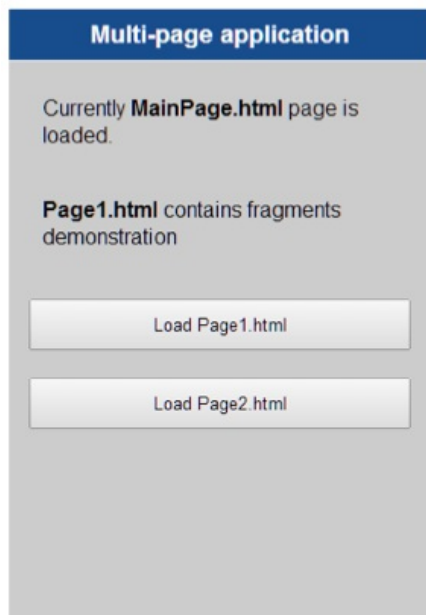 Multi-page application
Currently MainPage.html page is
loaded.
Page1.html contains fragments
demonstration
Load Page1.html
Load Page2.html